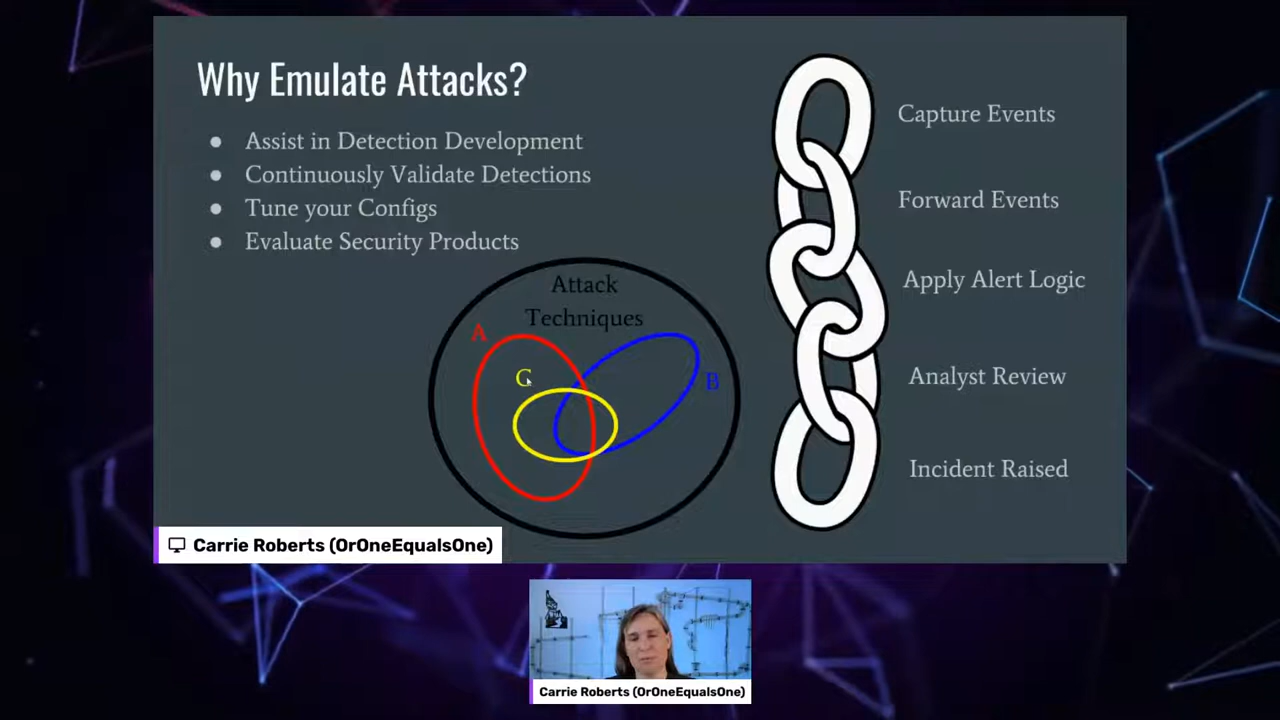 Why Emulate Attacks?
● Assist in Detection Development
● Continuously Validate Detections
● Tune your Configs
● Evaluate Security Products
Attack
Techniques
A
C
B
Capture Events
Forward Events
Apply Alert Logic
Analyst Review
Incident Raised
Carrie Roberts (OrOneEqualsOne)
Carrie Roberts (OrOneEqualsOne)